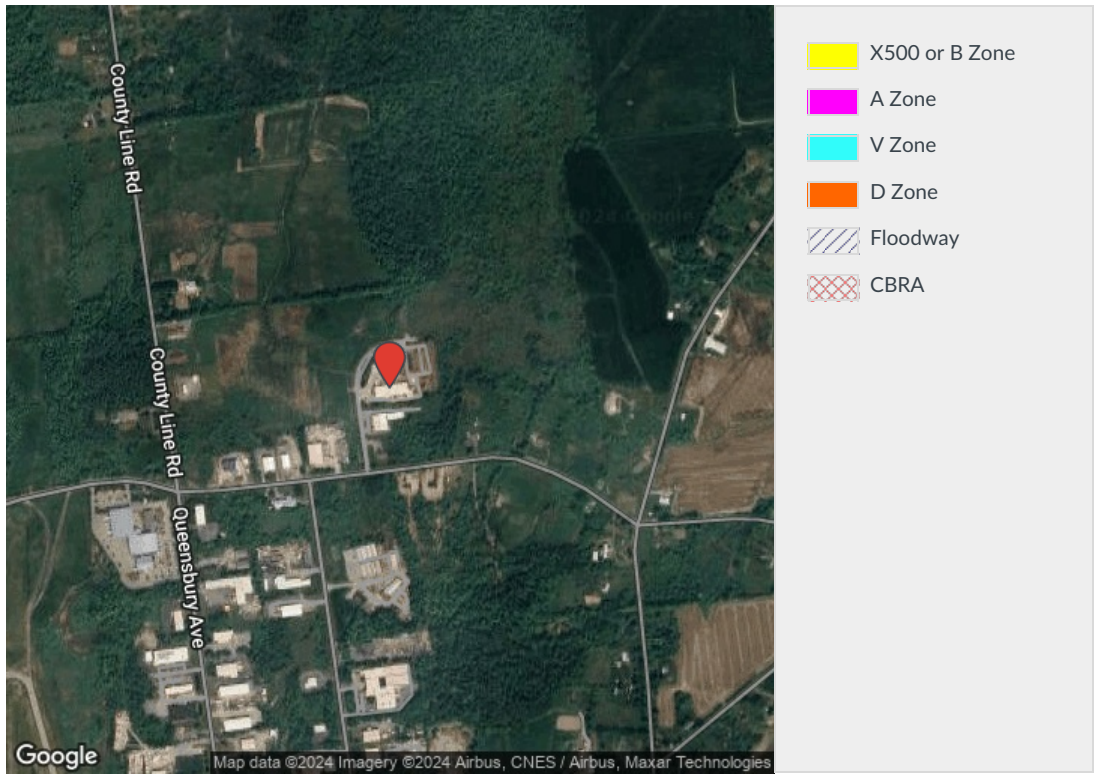 County Line Rd
County Line Rd
Queensbury Ave
Google
Map data ©2024 Imagery ©2024 Airbus, CNES / Airbus, Maxar Technologies
X500 or B Zone
A Zone
V Zone
D Zone
Floodway
CBRA